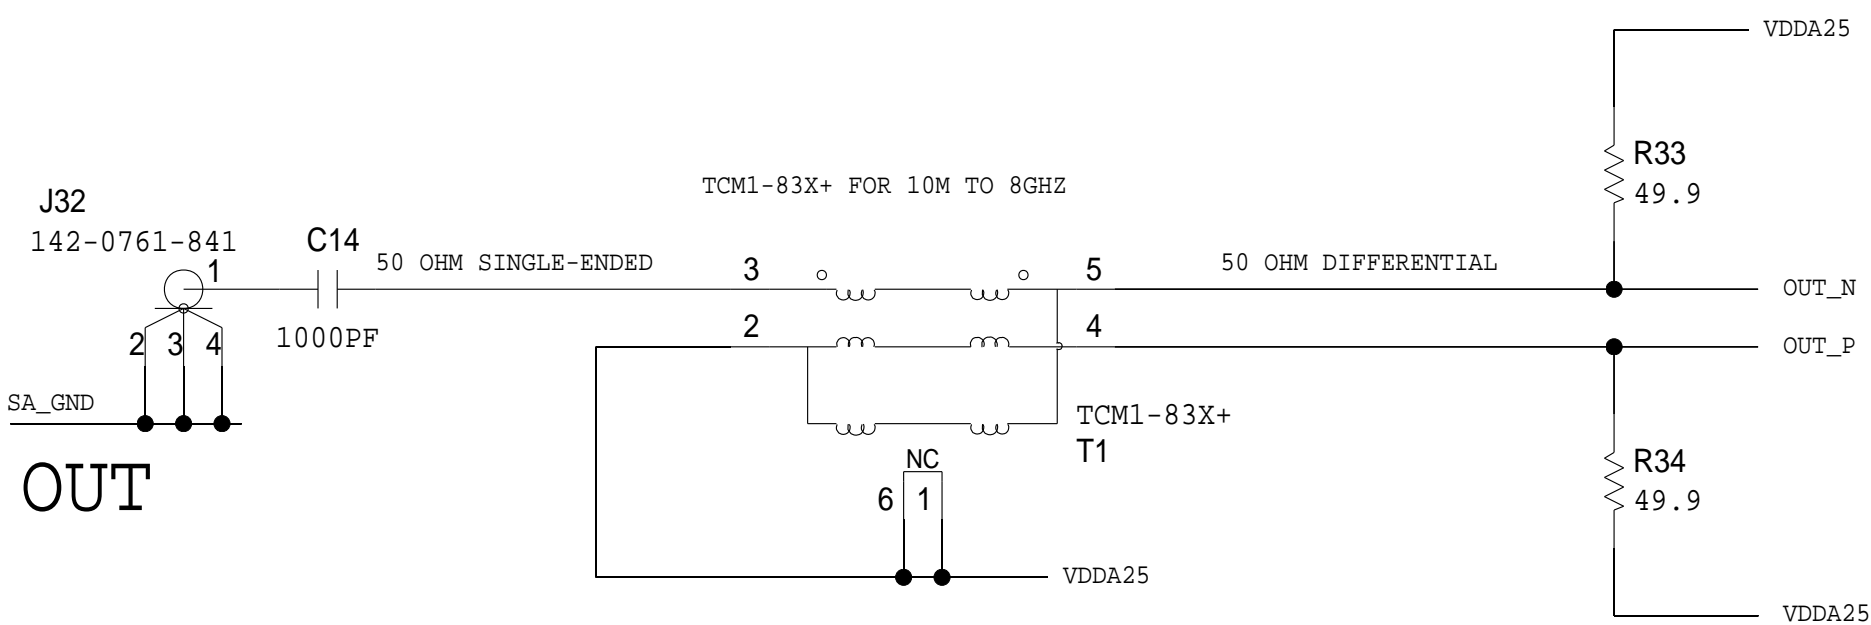 VDDA25
R33
49.9
TCM1-83X+ FOR 10M TO 8GHZ
J32
142-0761-841
C14
50 OHM SINGLE-ENDED
1
3
5
50 OHM DIFFERENTIAL
OUT_N
1000PF
2
3
4
2
4
OUT_P
SA_GND
TCM1-83X+
T1
OUT
NC
6
1
R34
49.9
VDDA25
VDDA25